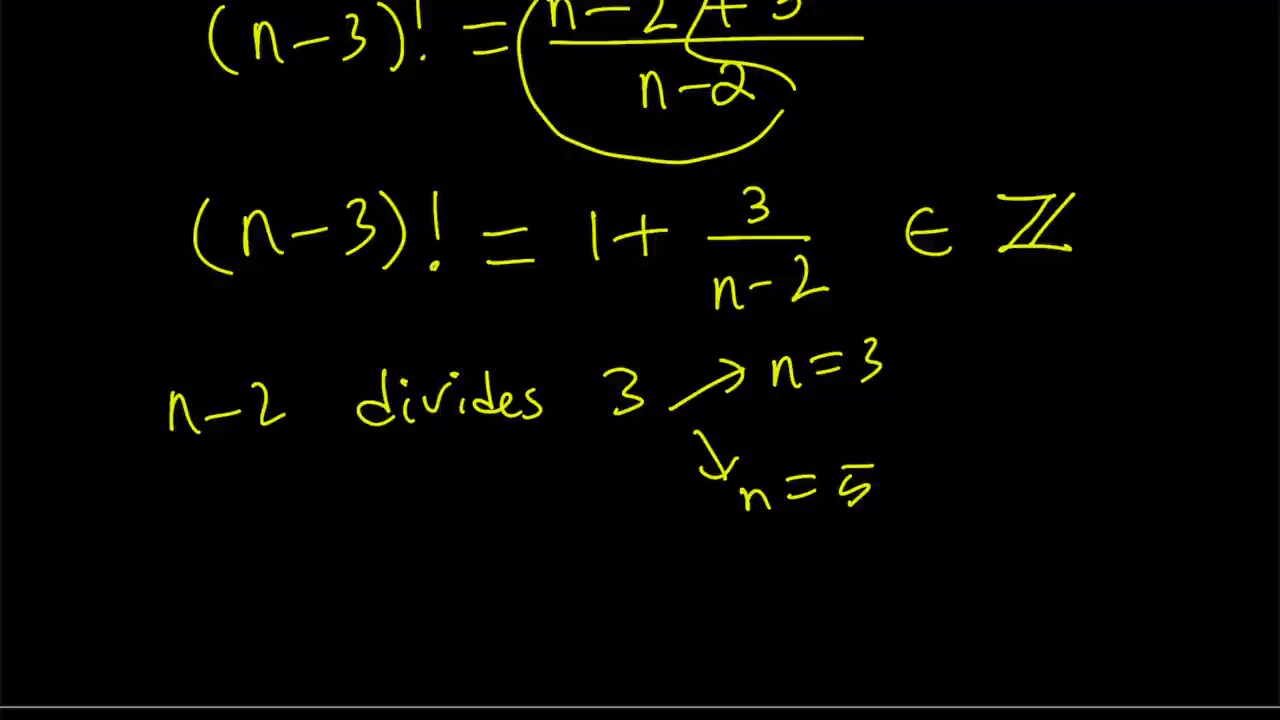 (n-3)! = (n-2+3)/(n-2)
(n-3)! = 1 + 3/(n-2) ∈ ℤ
n-2 divides 3 ↗ n=3
↘ n=5